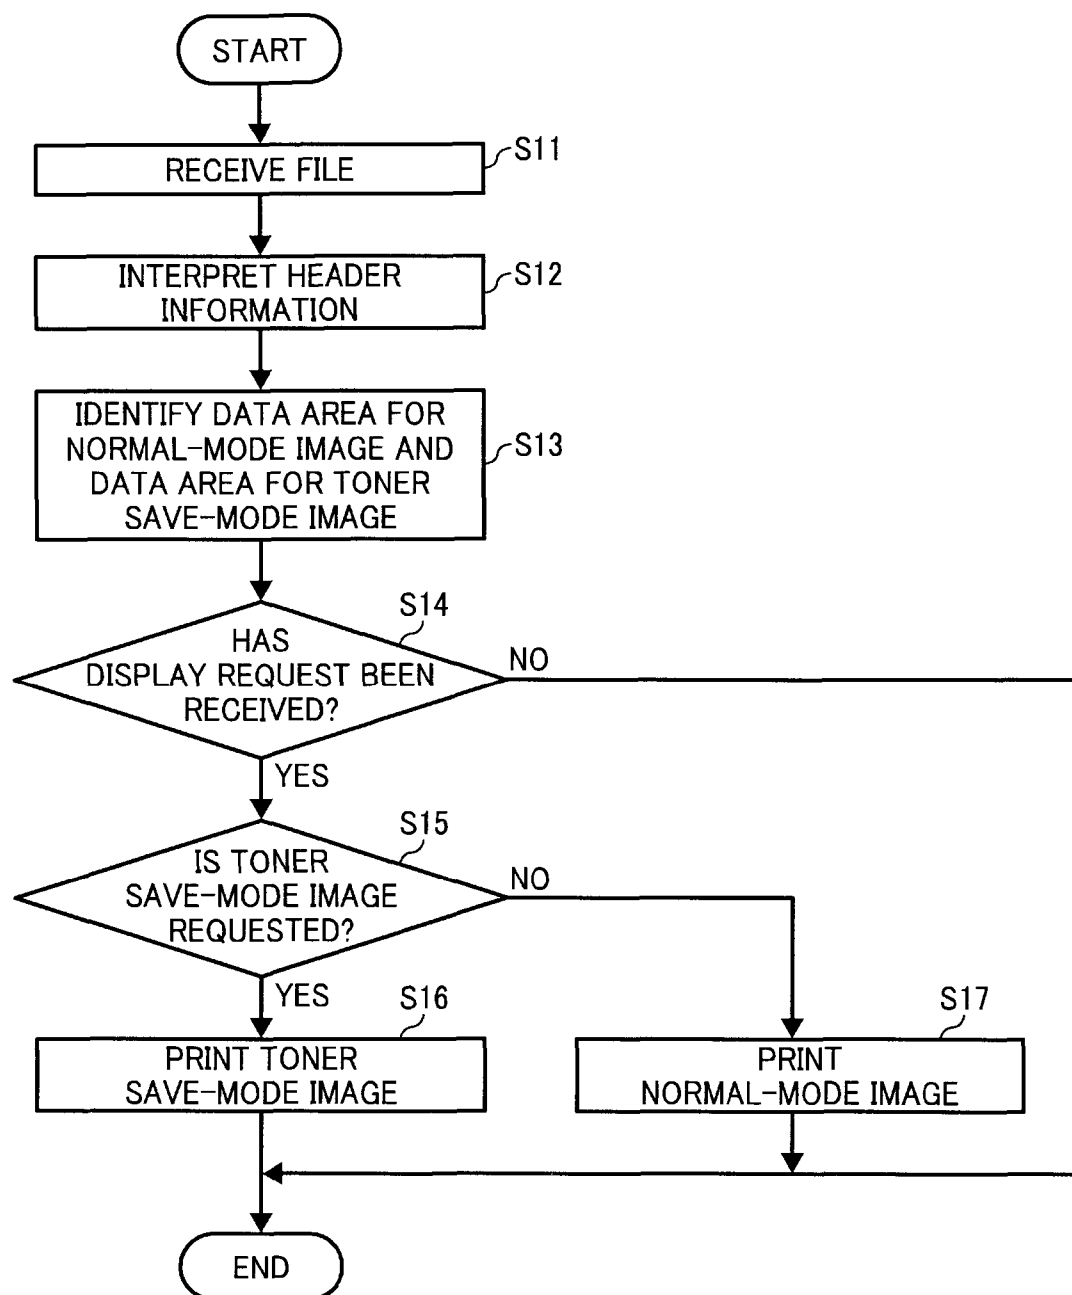 START
RECEIVE FILE
S11
INTERPRET HEADER
INFORMATION
S12
IDENTIFY DATA AREA FOR
NORMAL-MODE IMAGE AND
DATA AREA FOR TONER
SAVE-MODE IMAGE
S13
S14
HAS
DISPLAY REQUEST BEEN
RECEIVED?
NO
YES
S15
IS TONER
SAVE-MODE IMAGE
REQUESTED?
NO
YES
S16
PRINT TONER
SAVE-MODE IMAGE
S17
PRINT
NORMAL-MODE IMAGE
END